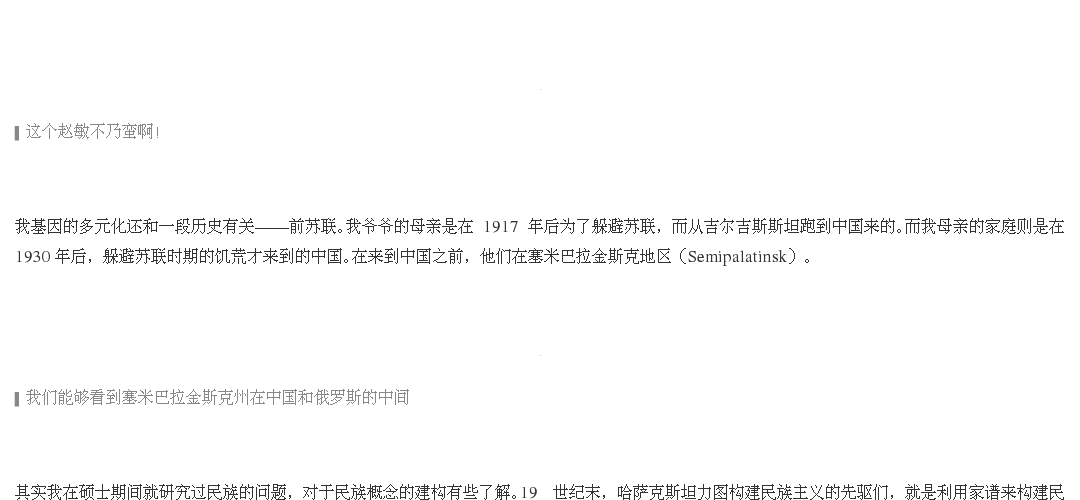 这个赵敏不乃蛮啊!
我基因的多元化还和一段历史有关——前苏联。我爷爷的母亲是在 1917 年后为了躲避苏联，而从吉尔吉斯斯坦跑到中国来的。而我母亲的家庭则是在
1930 年后，躲避苏联时期的饥荒才来到的中国。在来到中国之前，他们在塞米巴拉金斯克地区（Semipalatinsk）。
我们能够看到塞米巴拉金斯克州在中国和俄罗斯的中间
其实我在硕士期间就研究过民族的问题，对于民族概念的建构有些了解。19 世纪末，哈萨克斯坦力图构建民族主义的先驱们，就是利用家谱来构建民